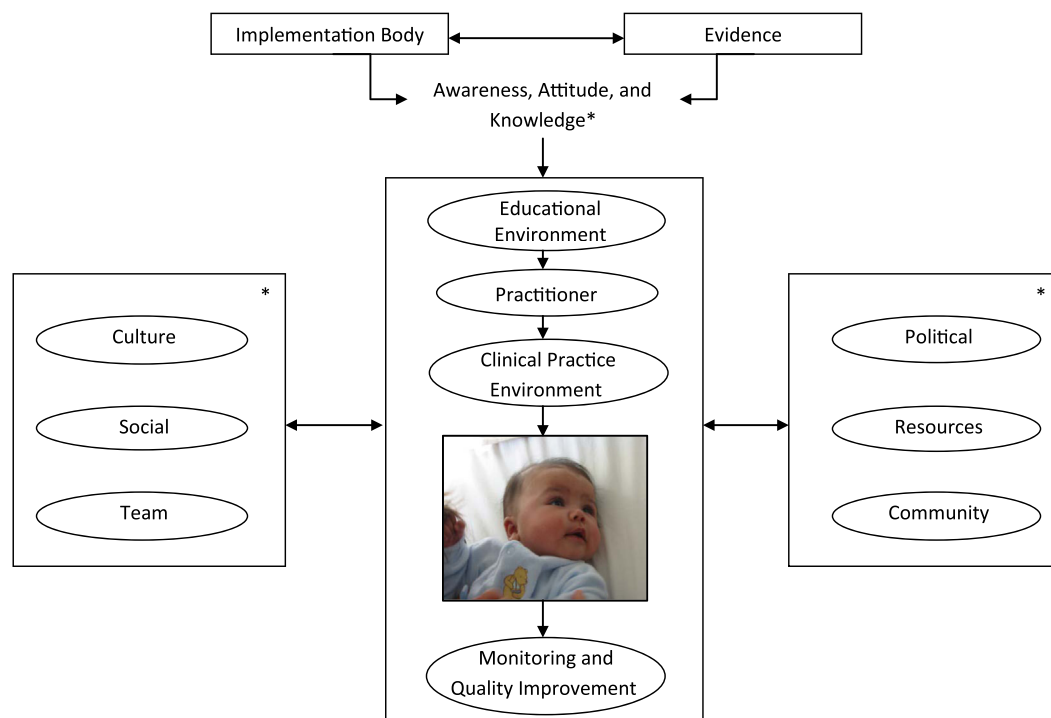 Implementation Body
Evidence
Awareness, Attitude, and
Knowledge*
Educational
Environment
Practitioner
Clinical Practice
Environment
Monitoring and
Quality Improvement
*
Culture
Social
Team
*
Political
Resources
Community